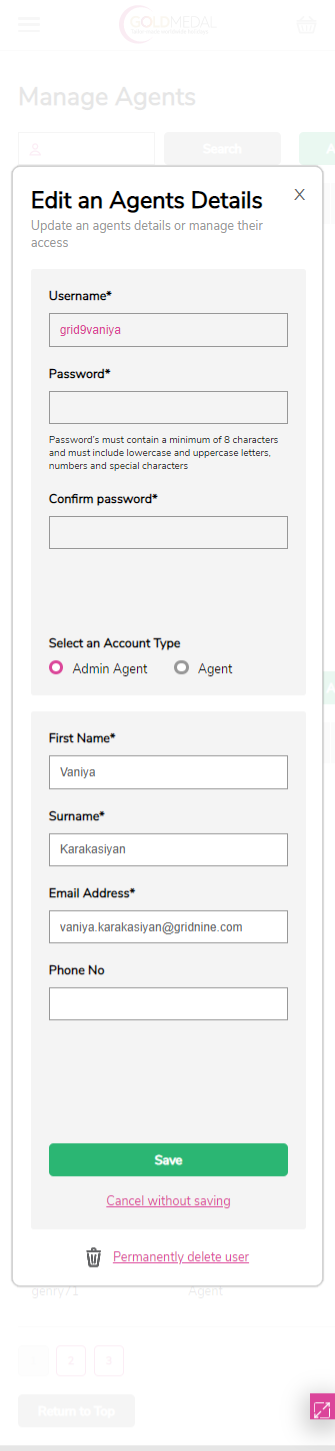 GOLDMEDAL
Manage Agents
Search
A
Edit an Agents Details
X
Update an agents details or manage their
access
Username*
grid9vaniya
Password*
Password's must contain a minimum of 8 characters
and must include lowercase and uppercase letters,
numbers and special characters
Confirm password*
Select an Account Type
Admin Agent
Agent
A
First Name*
Vaniya
Surname*
Karakasiyan
Email Address*
vaniya.karakasiyan@gridnine.com
Phone No
Save
Cancel without saving
Permanently delete user
genry71 Agent
2 3
Return to Top